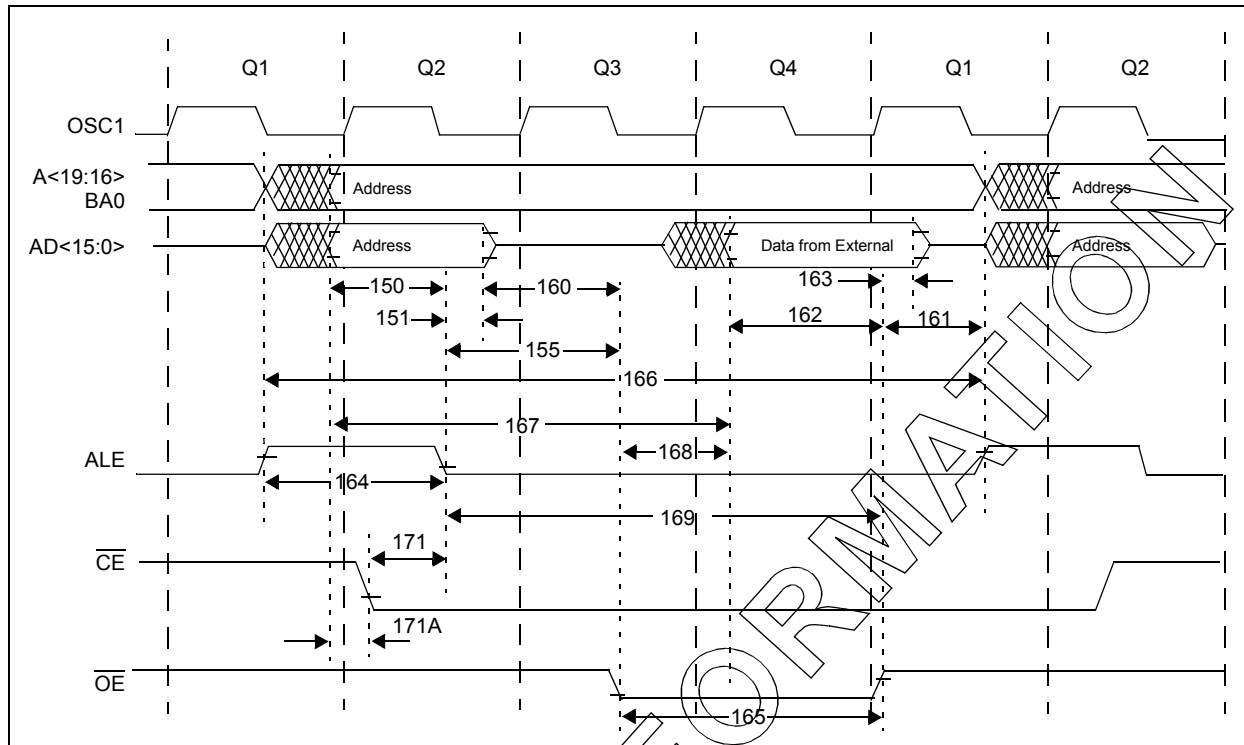 Q1 Q2 Q3 Q4 Q1 Q2
OSC1
A<19:16>
BA0
Address Address
AD<15:0>
Address Data from External Address
150 160 163
151 162 161
155
166
167
ALE
168
164
169
CE
171
171A
OE
165
FORMATION